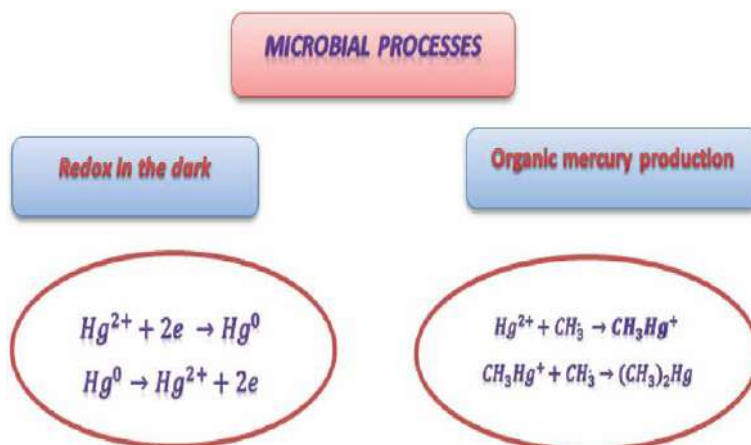 MICROBIAL PROCESSES
Redox in the dark
Organic mercury production
Hg²⁺ + 2e → Hg⁰
Hg⁰ → Hg²⁺ + 2e
Hg²⁺ + CH₃⁻ → CH₃Hg⁺
CH₃Hg⁺ + CH₃⁻ → (CH₃)₂Hg